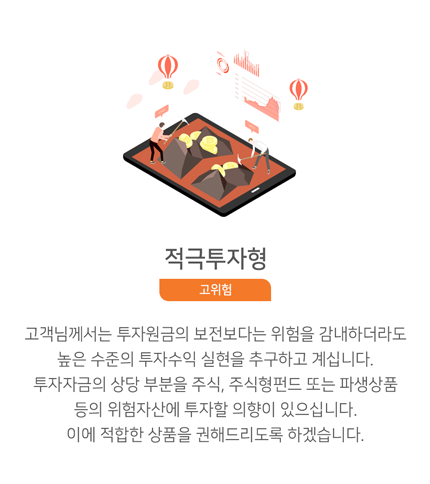 적극투자형
고위험
고객님께서는 투자원금의 보전보다는 위험을 감내하더라도
높은 수준의 투자수익 실현을 추구하고 계십니다.
투자자금의 상당 부분을 주식, 주식형펀드 또는 파생상품
등의 위험자산에 투자할 의향이 있으십니다.
이에 적합한 상품을 권해드리도록 하겠습니다.